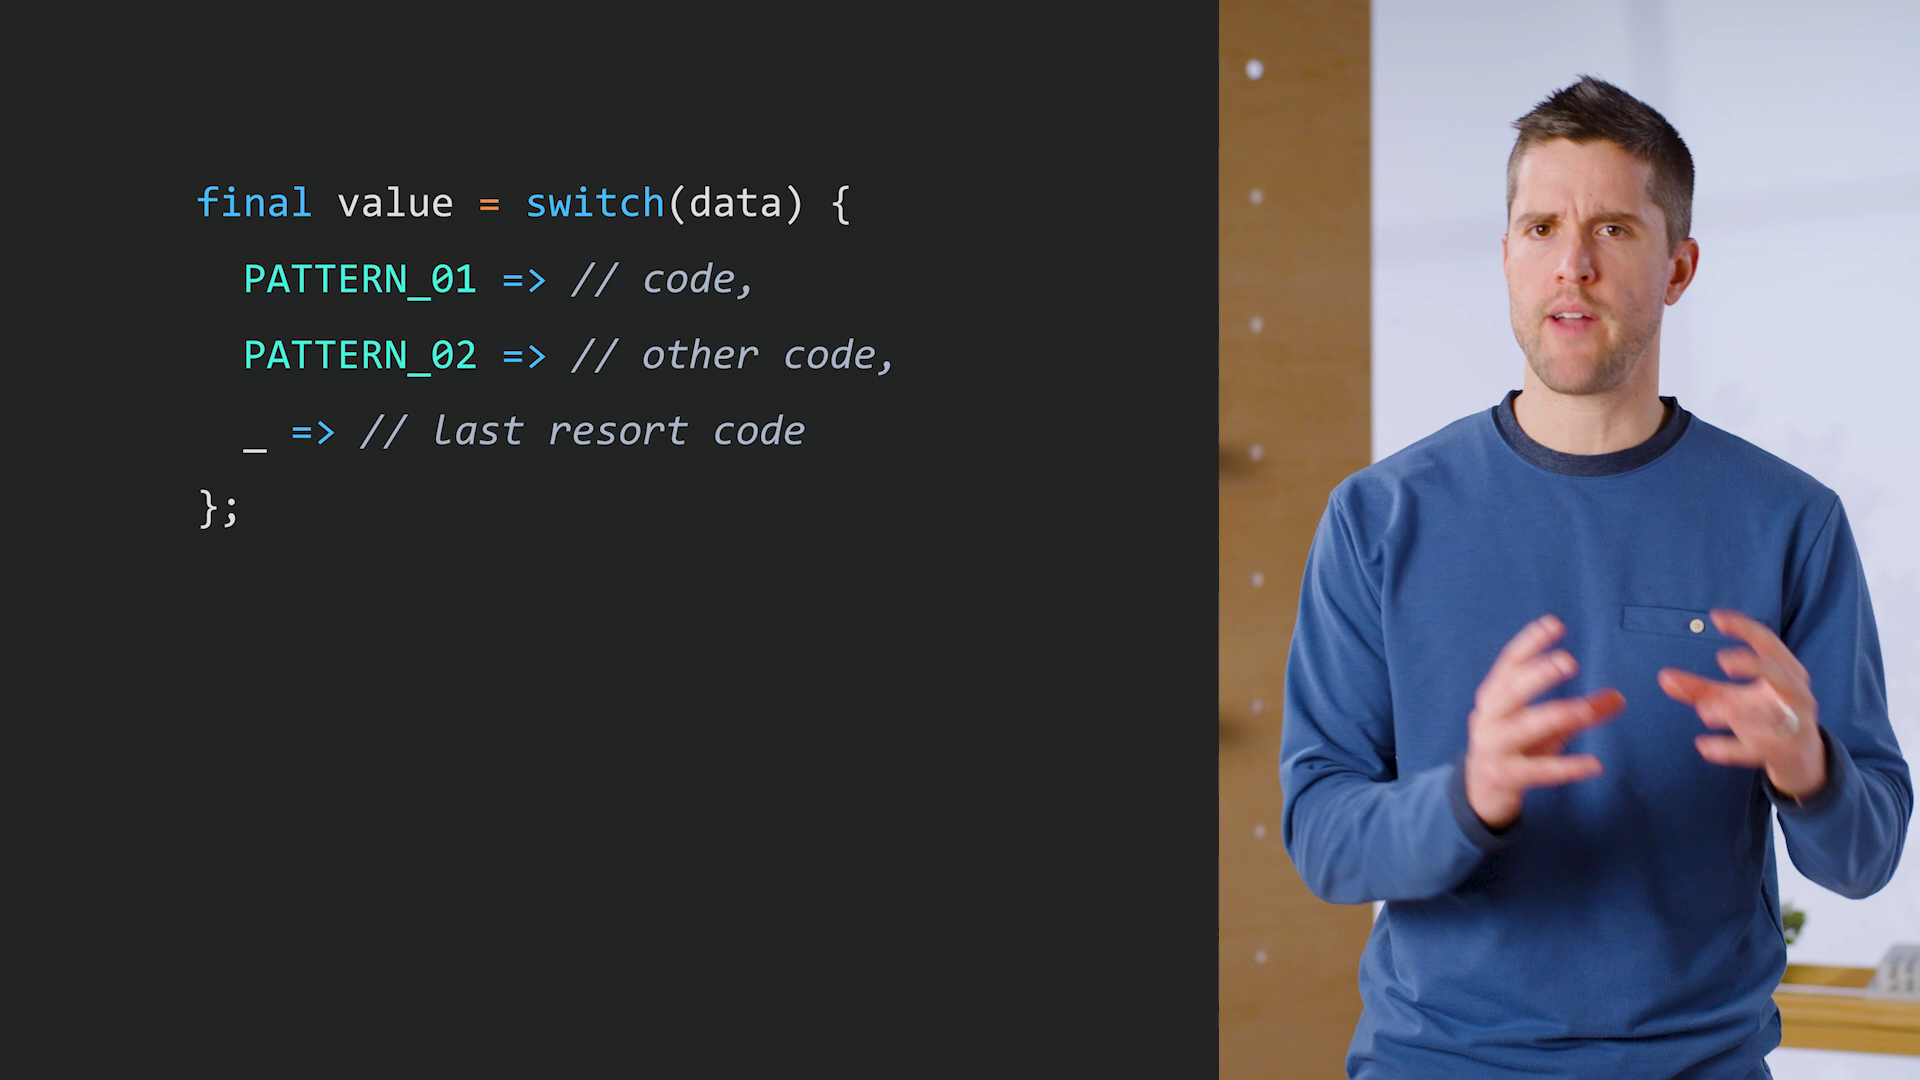 final value = switch(data) {
PATTERN_01 => // code,
PATTERN_02 => // other code,
_ => // last resort code
};